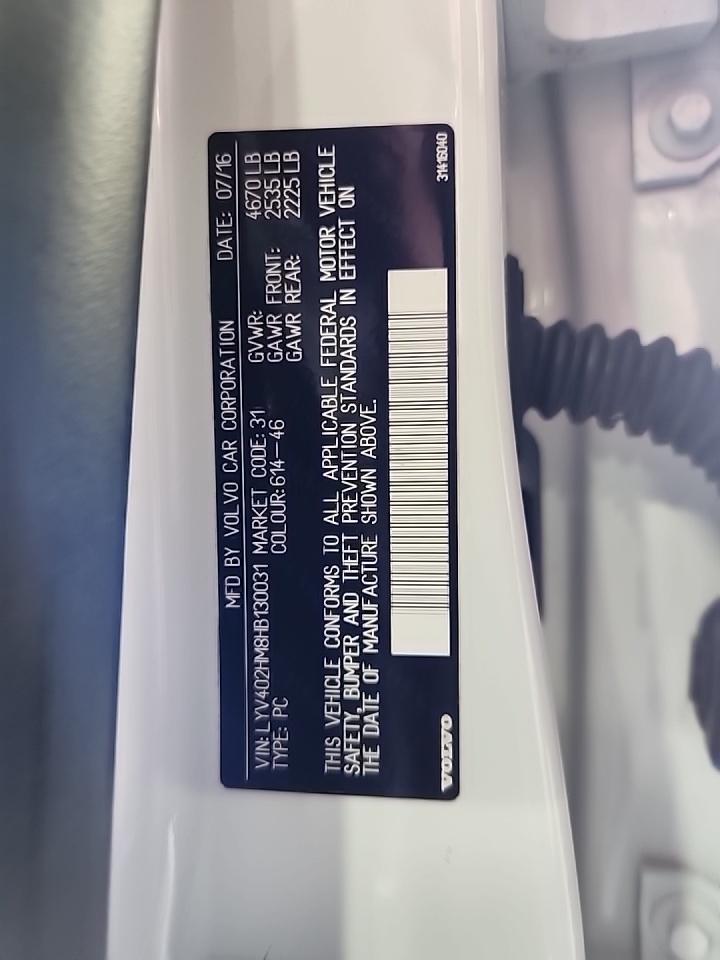 MFD BY VOLVO CAR CORPORATION DATE: 07/16
VIN: LYV402HM8HB130031 MARKET CODE: 31 GVWR: 4670 LB
TYPE: PC COLOUR: 614-46 GAWR FRONT: 2535 LB
GAWR REAR: 2225 LB
THIS VEHICLE CONFORMS TO ALL APPLICABLE FEDERAL MOTOR VEHICLE
SAFETY, BUMPER AND THEFT PREVENTION STANDARDS IN EFFECT ON
THE DATE OF MANUFACTURE SHOWN ABOVE.
VOLVO 31416040